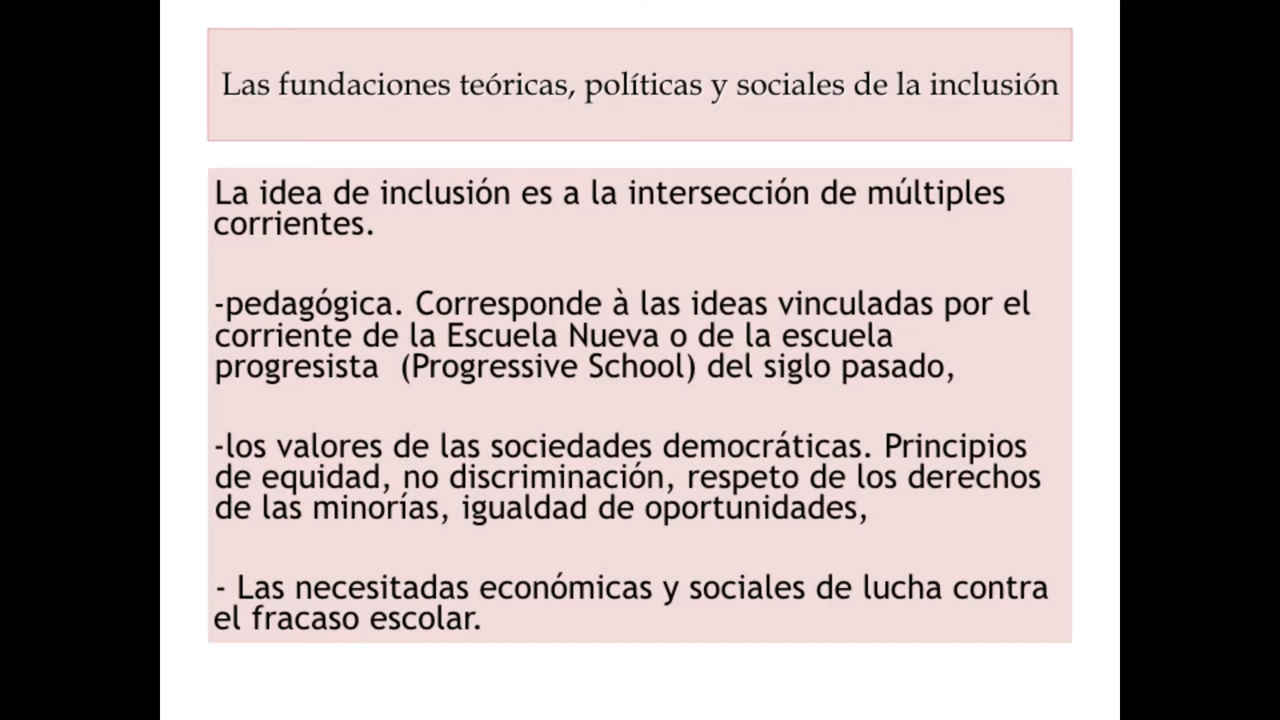 Las fundaciones teóricas, políticas y sociales de la inclusión
La idea de inclusión es a la intersección de múltiples
corrientes.
-pedagógica. Corresponde à las ideas vinculadas por el
corriente de la Escuela Nueva o de la escuela
progresista (Progressive School) del siglo pasado,
-los valores de las sociedades democráticas. Principios
de equidad, no discriminación, respeto de los derechos
de las minorías, igualdad de oportunidades,
- Las necesitadas económicas y sociales de lucha contra
el fracaso escolar.